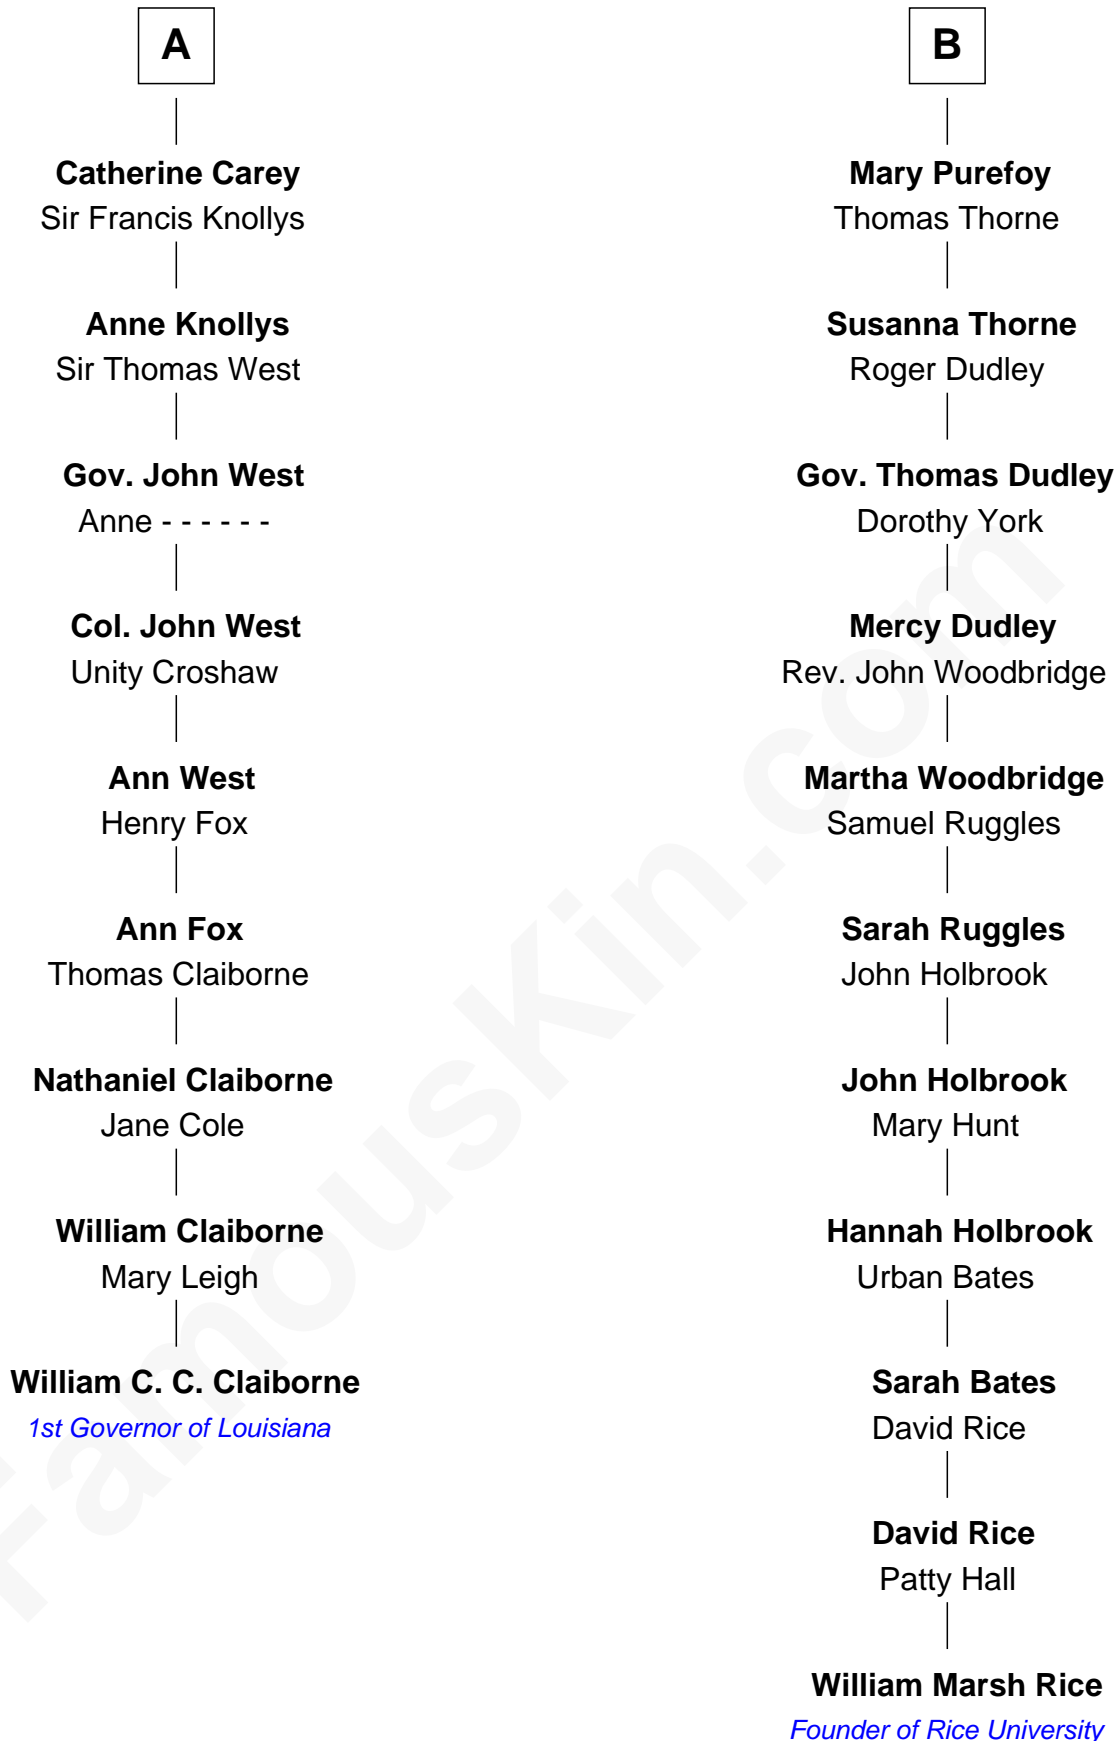 A
Catherine Carey
Sir Francis Knollys
Anne Knollys
Sir Thomas West
Gov. John West
Anne - - - - - -
Col. John West
Unity Croshaw
Ann West
Henry Fox
Ann Fox
Thomas Claiborne
Nathaniel Claiborne
Jane Cole
William Claiborne
Mary Leigh
William C. C. Claiborne
1st Governor of Louisiana
B
Mary Purefoy
Thomas Thorne
Susanna Thorne
Roger Dudley
Gov. Thomas Dudley
Dorothy York
Mercy Dudley
Rev. John Woodbridge
Martha Woodbridge
Samuel Ruggles
Sarah Ruggles
John Holbrook
John Holbrook
Mary Hunt
Hannah Holbrook
Urban Bates
Sarah Bates
David Rice
David Rice
Patty Hall
William Marsh Rice
Founder of Rice University
FamousKin.com